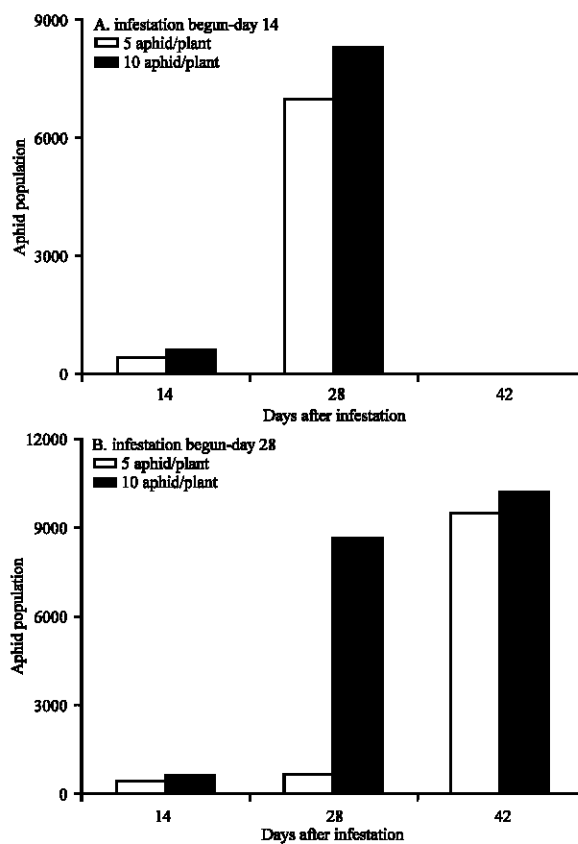 A. infestation begun-day 14
5 aphid/plant
10 aphid/plant
9000
6000
3000
0
Aphid population
14 28 42
Days after infestation
B. infestation begun-day 28
5 aphid/plant
10 aphid/plant
12000
9000
6000
3000
0
Aphid population
14 28 42
Days after infestation